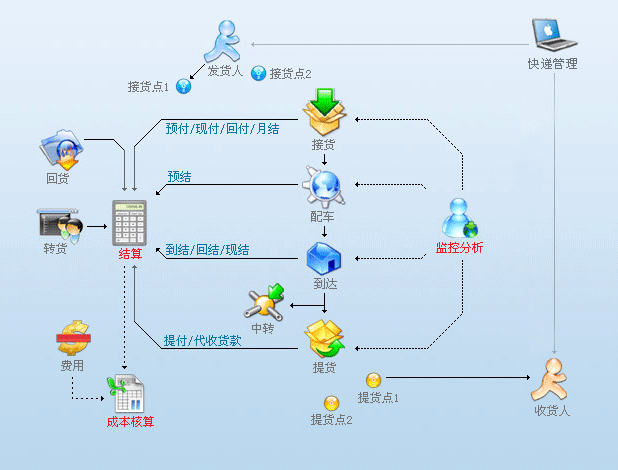 快递管理
发货人
接货点2
接货点1
预付/现付/回付/月结
接货
回货
预结
配车
转货
结算
监控分析
到结/回结/现结
到达
中转
提付/代收货款
提货
费用
提货点1
提货点2
收货人
成本核算